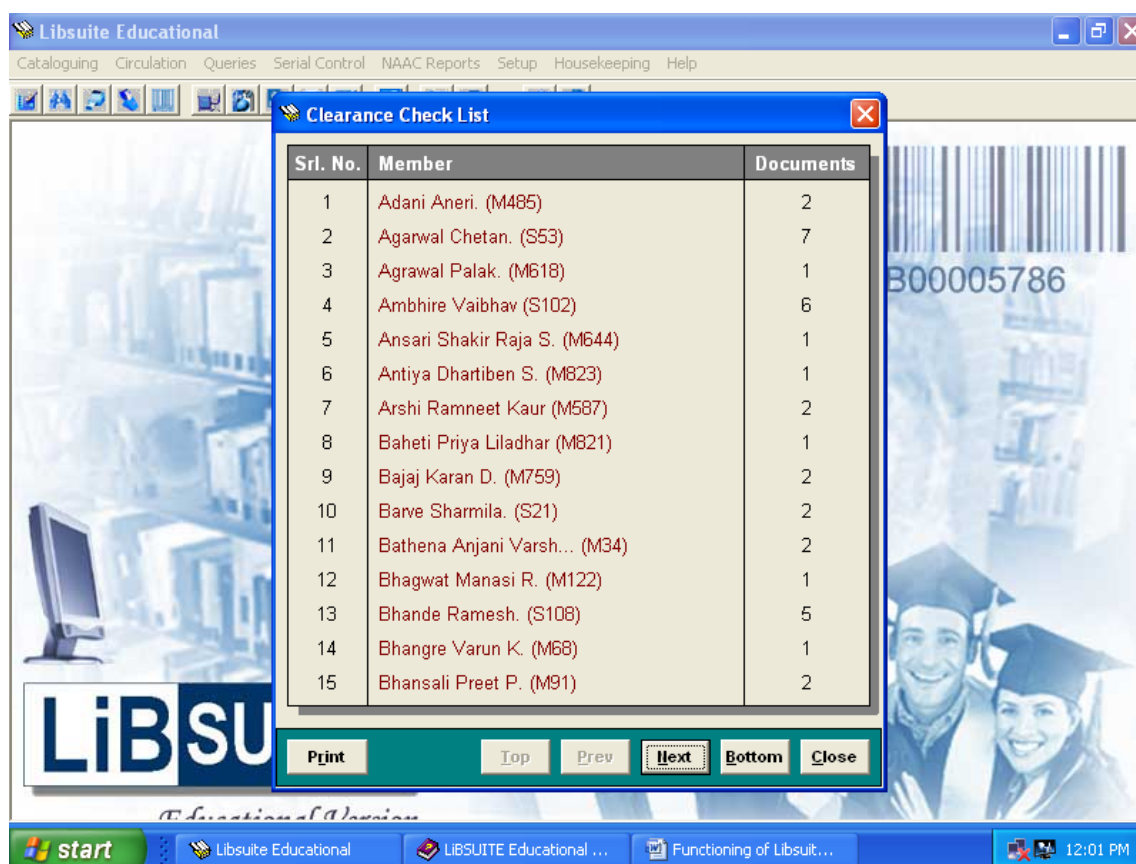 Libsuite Educational
Cataloguing Circulation Queries Serial Control NAAC Reports Setup Housekeeping Help
Clearance Check List
Srl. No. Member Documents
1 Adani Aneri. (M485) 2
2 Agarwal Chetan. (S53) 7
3 Agrawal Palak. (M618) 1
4 Ambhire Vaibhav (S102) 6
5 Ansari Shakir Raja S. (M644) 1
6 Antiya Dhartiben S. (M823) 1
7 Arshi Ramneet Kaur (M587) 2
8 Baheti Priya Liladhar (M821) 1
9 Bajaj Karan D. (M759) 2
10 Barve Sharmila. (S21) 2
11 Bathena Anjani Varsh... (M34) 2
12 Bhagwat Manasi R. (M122) 1
13 Bhande Ramesh. (S108) 5
14 Bhangre Varun K. (M68) 1
15 Bhansali Preet P. (M91) 2
B00005786
LiBSU
Print Top Prev Next Bottom Close
Educational Version
start Libsuite Educational LiBSUITE Educational ... Functioning of Libsuit... 12:01 PM